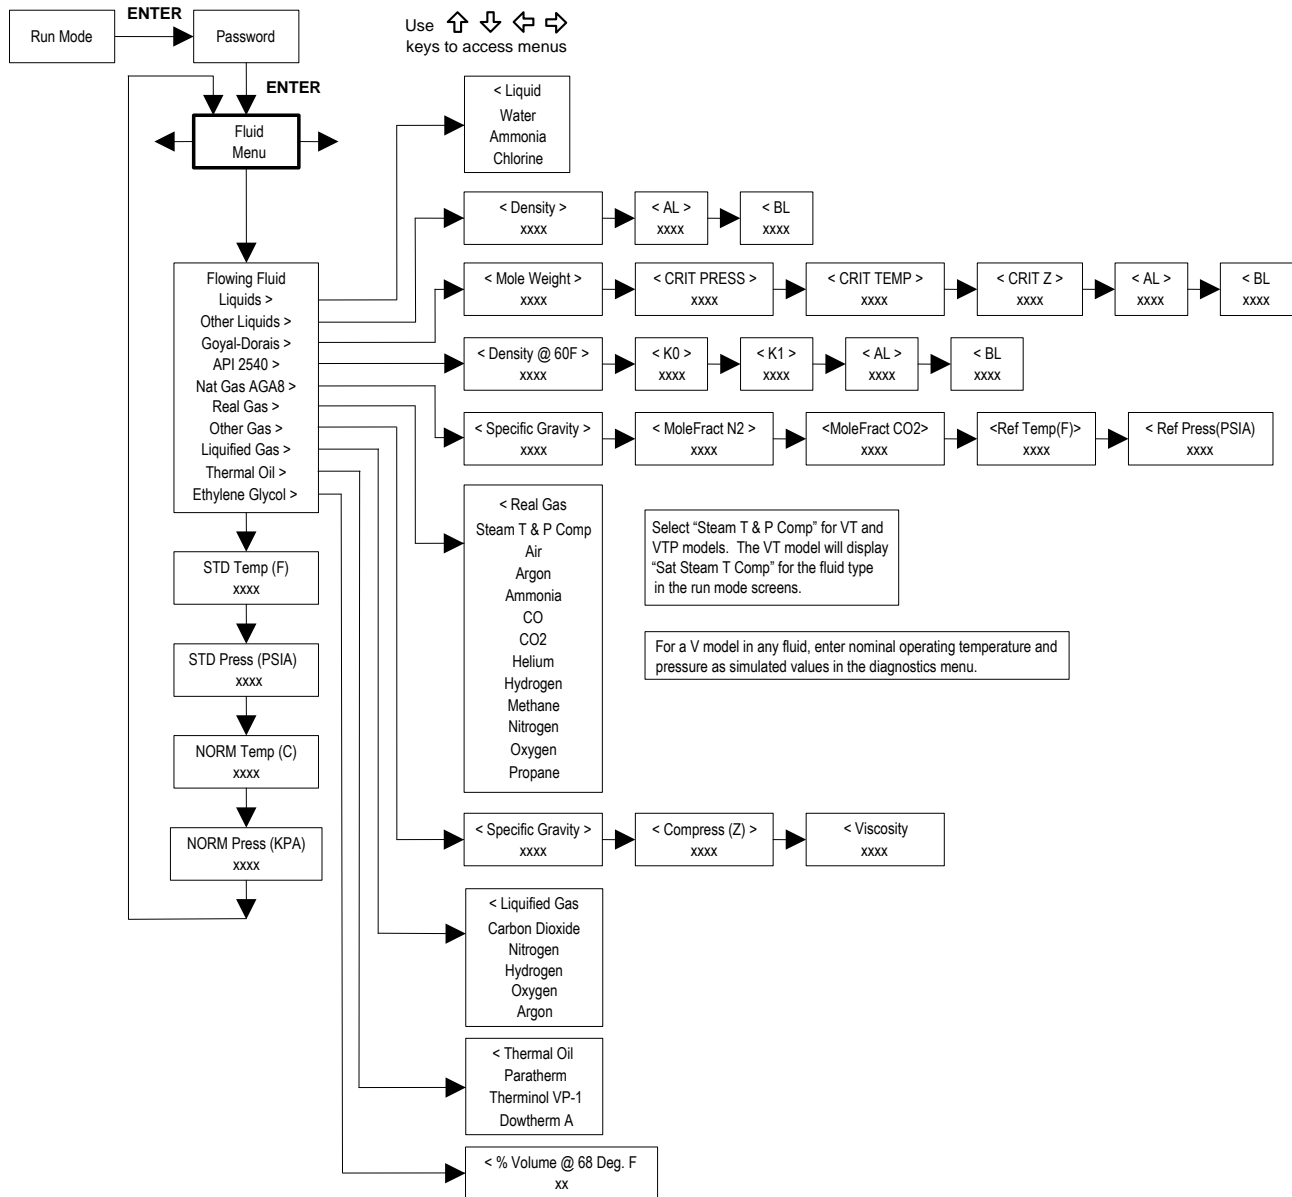 Run Mode
ENTER
Password
Use
keys to access menus
ENTER
Fluid
Menu
< Liquid
Water
Ammonia
Chlorine
< Density >
xxxx
< AL >
xxxx
< BL
xxxx
Flowing Fluid
Liquids >
Other Liquids >
Goyal-Dorais >
API 2540 >
Nat Gas AGA8 >
Real Gas >
Other Gas >
Liquified Gas >
Thermal Oil >
Ethylene Glycol >
< Mole Weight >
xxxx
< CRIT PRESS >
xxxx
< CRIT TEMP >
xxxx
< CRIT Z >
xxxx
< AL >
xxxx
< BL
xxxx
< Density @ 60F >
xxxx
< K0 >
xxxx
< K1 >
xxxx
< AL >
xxxx
< BL
xxxx
< Specific Gravity >
xxxx
< MoleFract N2 >
xxxx
<MoleFract CO2>
xxxx
<Ref Temp(F)>
xxxx
< Ref Press(PSIA)
xxxx
< Real Gas
Steam T & P Comp
Air
Argon
Ammonia
CO
CO2
Helium
Hydrogen
Methane
Nitrogen
Oxygen
Propane
Select “Steam T & P Comp” for VT and
VTP models. The VT model will display
“Sat Steam T Comp” for the fluid type
in the run mode screens.
For a V model in any fluid, enter nominal operating temperature and
pressure as simulated values in the diagnostics menu.
STD Temp (F)
xxxx
STD Press (PSIA)
xxxx
NORM Temp (C)
xxxx
NORM Press (KPA)
xxxx
< Specific Gravity >
xxxx
< Compress (Z) >
xxxx
< Viscosity
xxxx
< Liquified Gas
Carbon Dioxide
Nitrogen
Hydrogen
Oxygen
Argon
< Thermal Oil
Paratherm
Therminol VP-1
Dowtherm A
< % Volume @ 68 Deg. F
xx